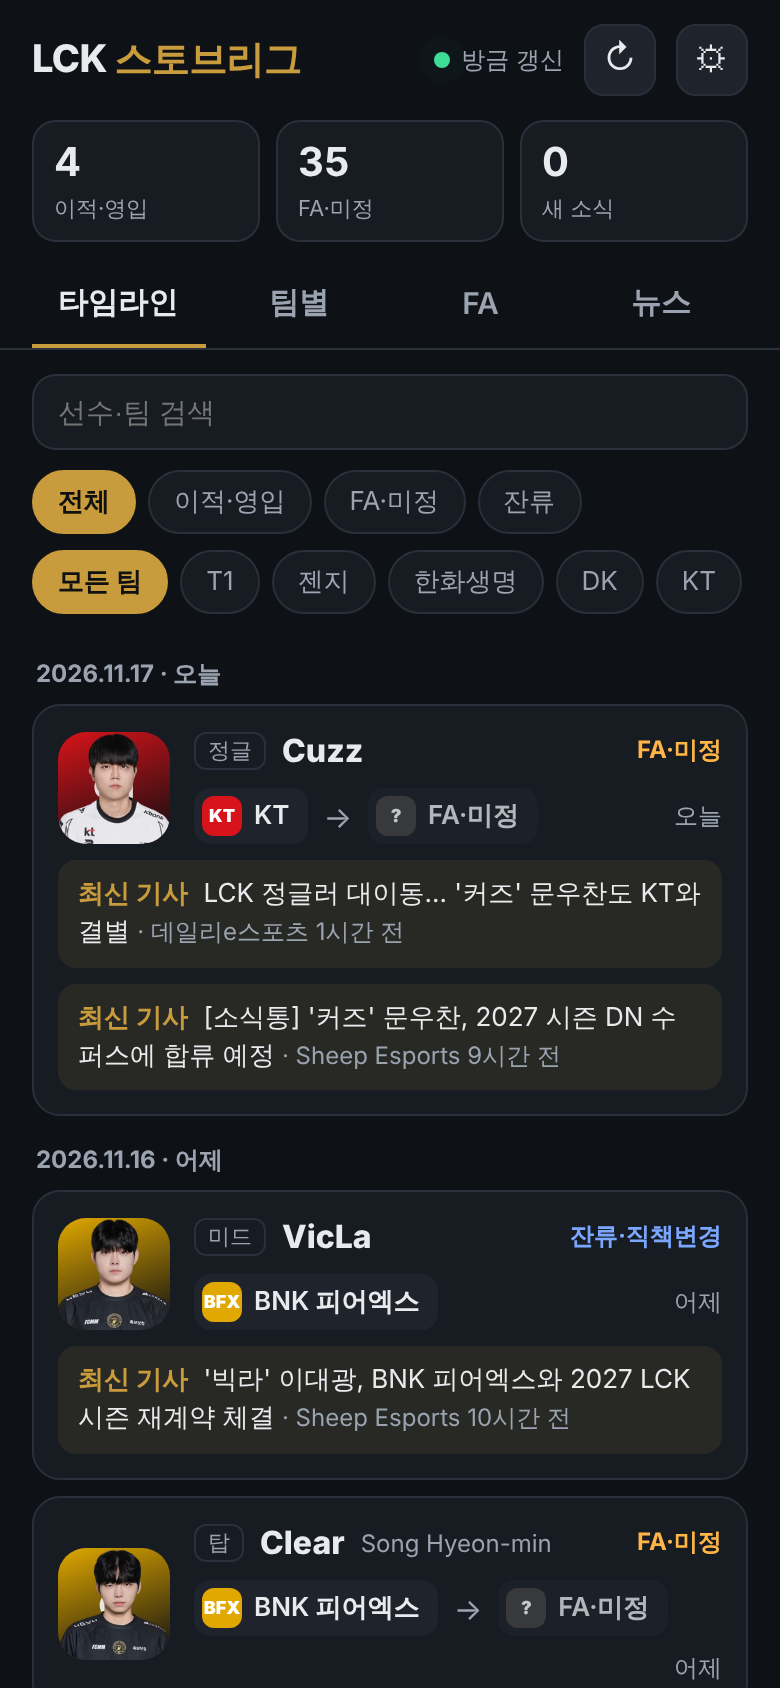 LCK 스토브리그
방금 갱신
4
이적·영입
35
FA·미정
0
새 소식
타임라인 팀별 FA 뉴스
선수·팀 검색
전체 이적·영입 FA·미정 잔류
모든 팀 T1 젠지 한화생명 DK KT
2026.11.17 · 오늘
정글 Cuzz FA·미정
KT KT → ? FA·미정 오늘
최신 기사 LCK 정글러 대이동... '커즈' 문우찬도 KT와
결별 · 데일리e스포츠 1시간 전
최신 기사 [소식통] '커즈' 문우찬, 2027 시즌 DN 수
퍼스에 합류 예정 · Sheep Esports 9시간 전
2026.11.16 · 어제
미드 VicLa 잔류·직책변경
BFX BNK 피어엑스 어제
최신 기사 '빅라' 이대광, BNK 피어엑스와 2027 LCK
시즌 재계약 체결 · Sheep Esports 10시간 전
탑 Clear Song Hyeon-min FA·미정
BFX BNK 피어엑스 → ? FA·미정
어제